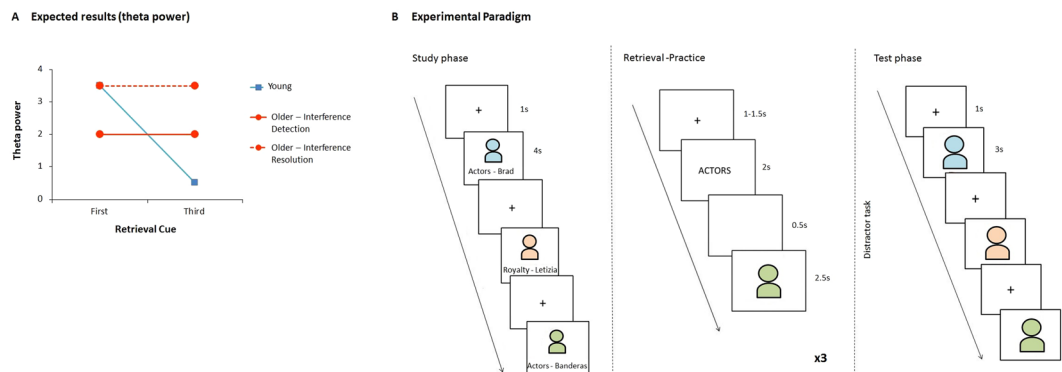 A Expected results (theta power)
4
3
2
1
0
Theta power
First Third
Retrieval Cue
Young
Older – Interference
Detection
Older – Interference
Resolution
B Experimental Paradigm
Study phase
+
1s
4s
Actors - Brad
+
Royalty - Letizia
+
Actors - Banderas
Retrieval -Practice
+
1-1.5s
ACTORS
2s
0.5s
2.5s
x3
Distractor task
Test phase
+
1s
3s
+
+